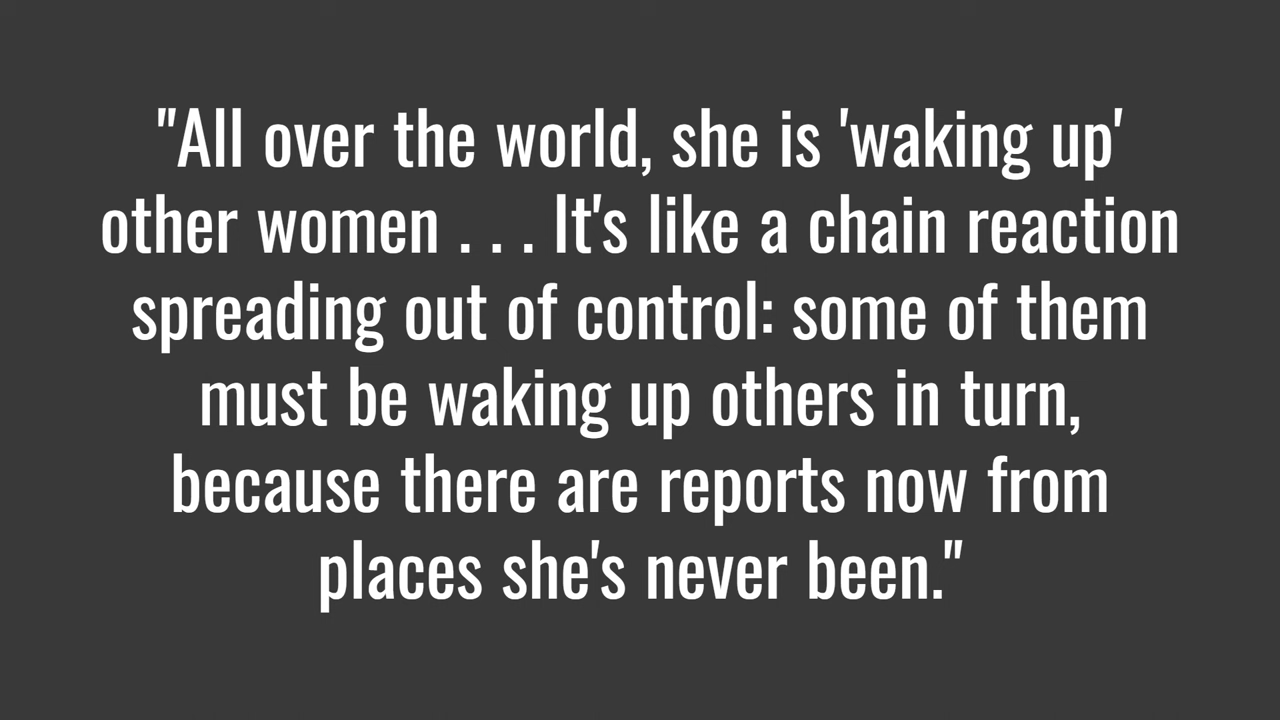 "All over the world, she is 'waking up'
other women . . . It's like a chain reaction
spreading out of control: some of them
must be waking up others in turn,
because there are reports now from
places she's never been."